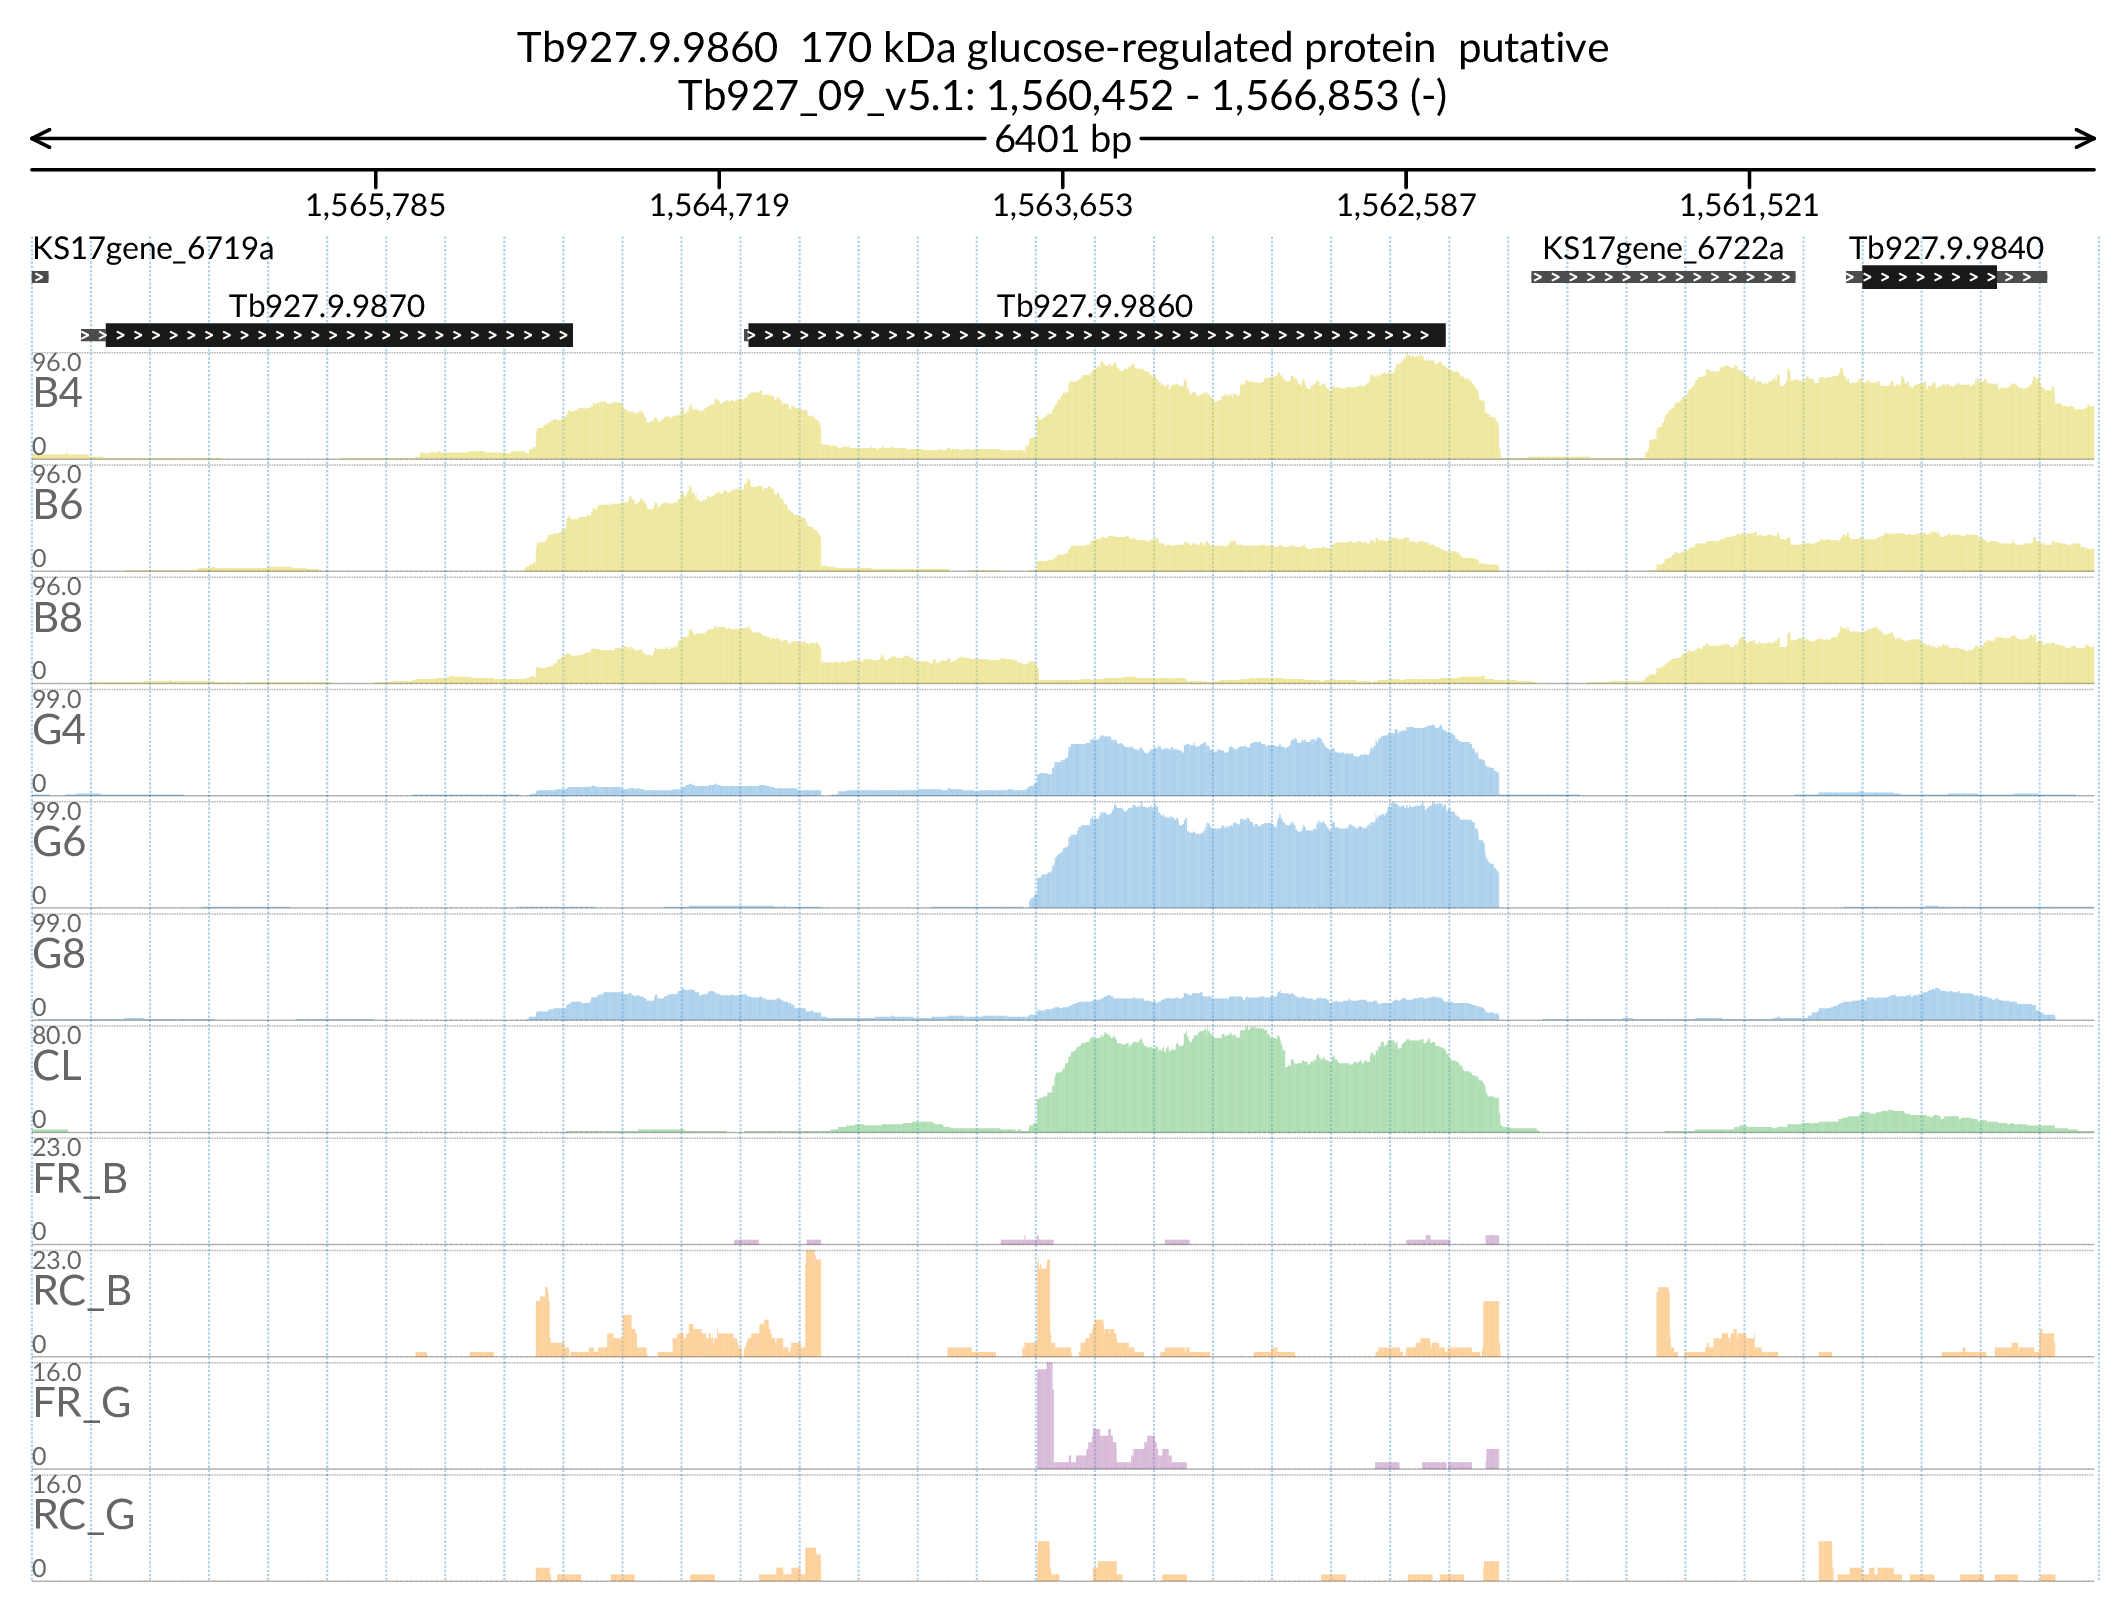 Tb927.9.9860  170 kDa glucose-regulated protein  putative
Tb927_09_v5.1: 1,560,452 - 1,566,853 (-)
6401 bp
1,565,785 1,564,719 1,563,653 1,562,587 1,561,521
KS17gene_6719a KS17gene_6722a Tb927.9.9840
Tb927.9.9870 Tb927.9.9860
96.0
B4
0
96.0
B6
0
96.0
B8
0
99.0
G4
0
99.0
G6
0
99.0
G8
0
80.0
CL
0
23.0
FR_B
0
23.0
RC_B
0
16.0
FR_G
0
16.0
RC_G
0